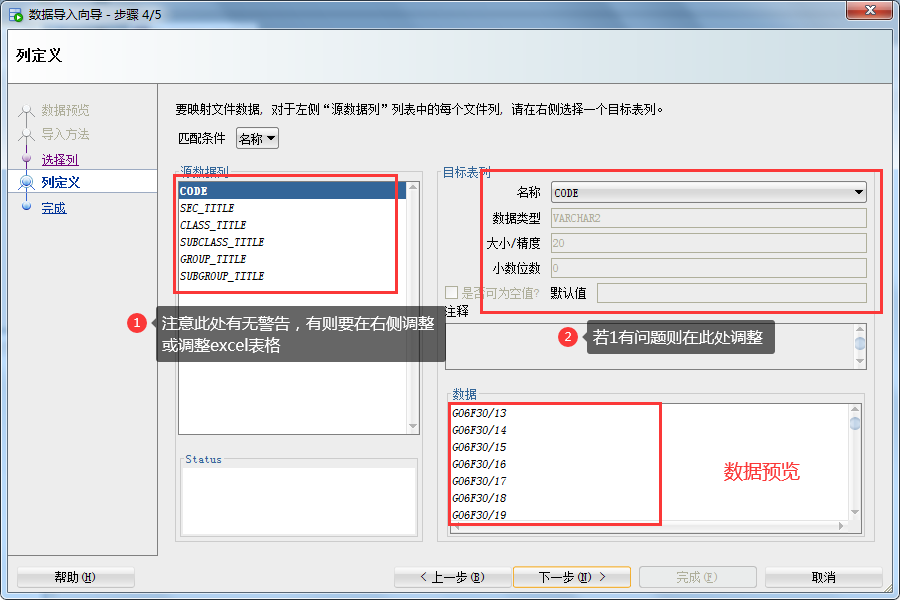 数据导入向导 - 步骤 4/5
列定义
数据预览
导入方法
选择列
列定义
完成
要映射文件数据，对于左侧“源数据列”列表中的每个文件列，请在右侧选择一个目标表列。
匹配条件 名称
源数据列
CODE
SEC_TITLE
CLASS_TITLE
SUBCLASS_TITLE
GROUP_TITLE
SUBGROUP_TITLE
1
注意此处有无警告，有则要在右侧调整
或调整excel表格
Status
目标表列
名称 CODE
数据类型 VARCHAR2
大小/精度 20
小数位数 0
是否可为空值? 默认值
注释
2 若1有问题则在此处调整
数据
G06F30/13
G06F30/14
G06F30/15
G06F30/16
G06F30/17
G06F30/18
G06F30/19
数据预览
帮助(H)
< 上一步(B)
下一步(N) >
完成(F)
取消